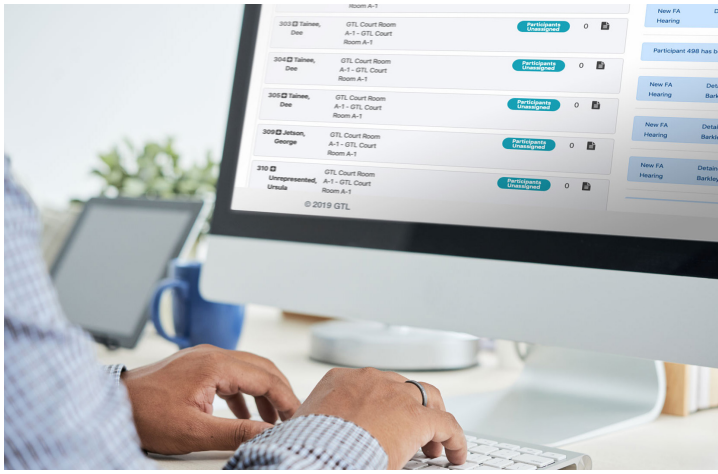 Room A-1
303 Tainee,
Dee
GTL Court Room
A-1 - GTL Court
Room A-1
Participants
Unassigned
0
304 Tainee,
Dee
GTL Court Room
A-1 - GTL Court
Room A-1
Participants
Unassigned
0
305 Tainee,
Dee
GTL Court Room
A-1 - GTL Court
Room A-1
Participants
Unassigned
0
309 Jetson,
George
GTL Court Room
A-1 - GTL Court
Room A-1
Participants
Unassigned
0
310
Unrepresented,
Ursula
GTL Court Room
A-1 - GTL Court
Room A-1
Participants
Unassigned
0
© 2019 GTL
New FA
Hearing
Participant 498 has b
New FA
Hearing
Detai
Barkl
New FA
Hearing
Detai
Barkle
New FA
Hearing
Detain
Barkley